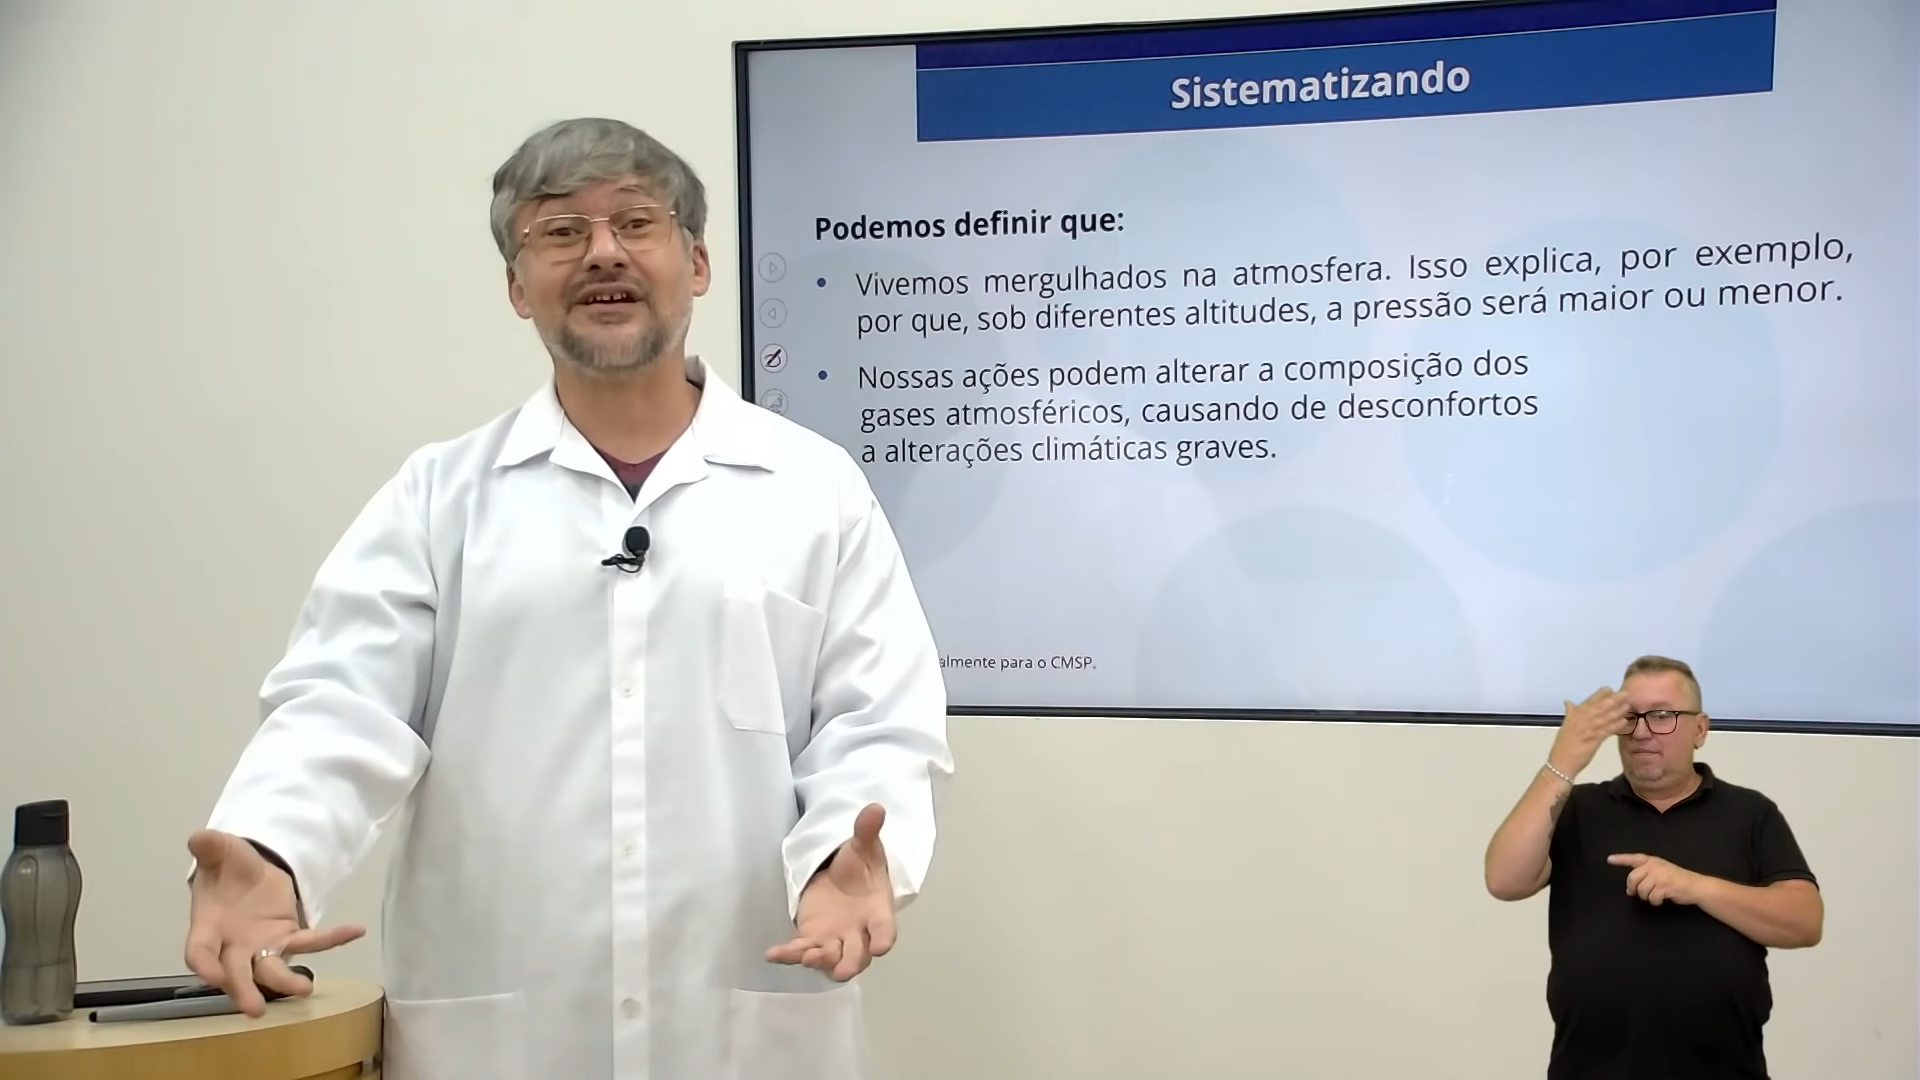 Sistematizando
Podemos definir que:
• Vivemos mergulhados na atmosfera. Isso explica, por exemplo,
por que, sob diferentes altitudes, a pressão será maior ou menor.
• Nossas ações podem alterar a composição dos
gases atmosféricos, causando de desconfortos
a alterações climáticas graves.
para o CMSP.